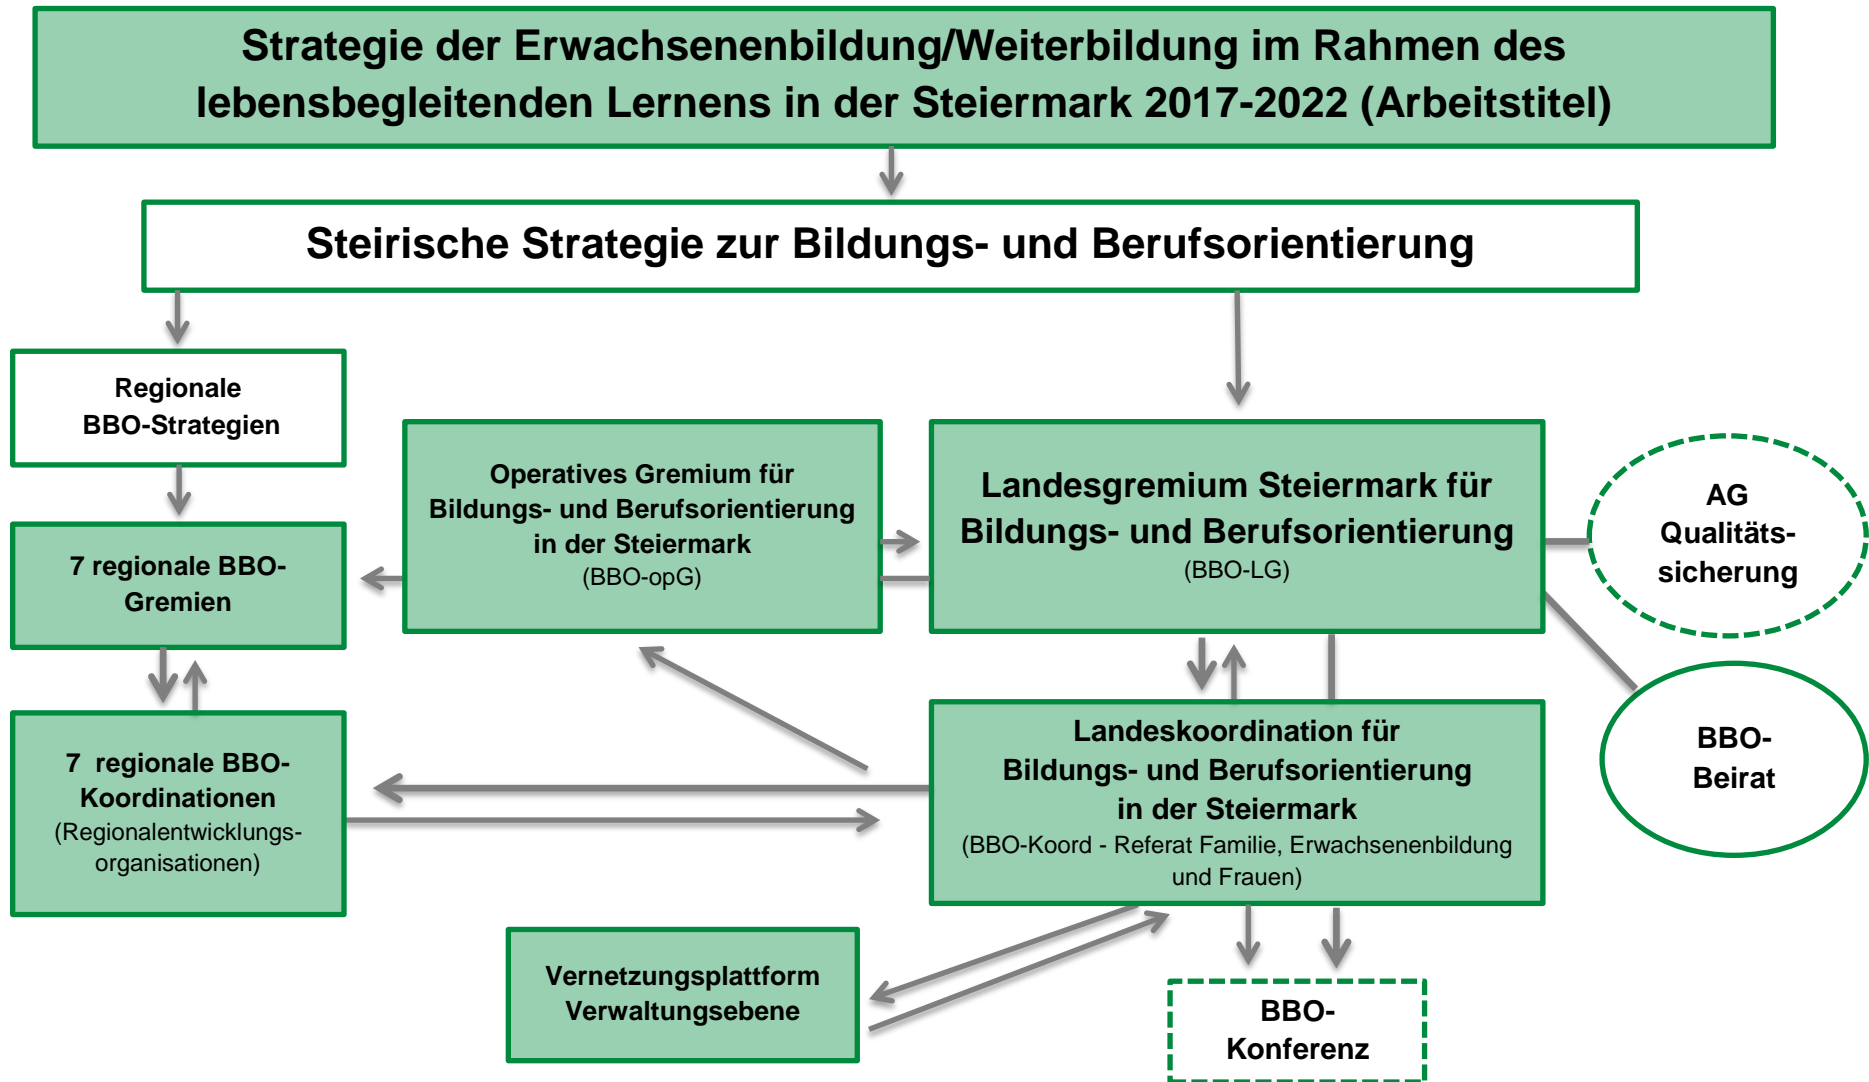 Strategie der Erwachsenenbildung/Weiterbildung im Rahmen des
lebensbegleitenden Lernens in der Steiermark 2017-2022 (Arbeitstitel)
Steirische Strategie zur Bildungs- und Berufsorientierung
Regionale
BBO-Strategien
7 regionale BBO-
Gremien
7 regionale BBO-
Koordinationen
(Regionalentwicklungs-
organisationen)
Operatives Gremium für
Bildungs- und Berufsorientierung
in der Steiermark
(BBO-opG)
Landesgremium Steiermark für
Bildungs- und Berufsorientierung
(BBO-LG)
AG
Qualitäts-
sicherung
BBO-
Beirat
Landeskoordination für
Bildungs- und Berufsorientierung
in der Steiermark
(BBO-Koord - Referat Familie, Erwachsenenbildung
und Frauen)
Vernetzungsplattform
Verwaltungsebene
BBO-
Konferenz